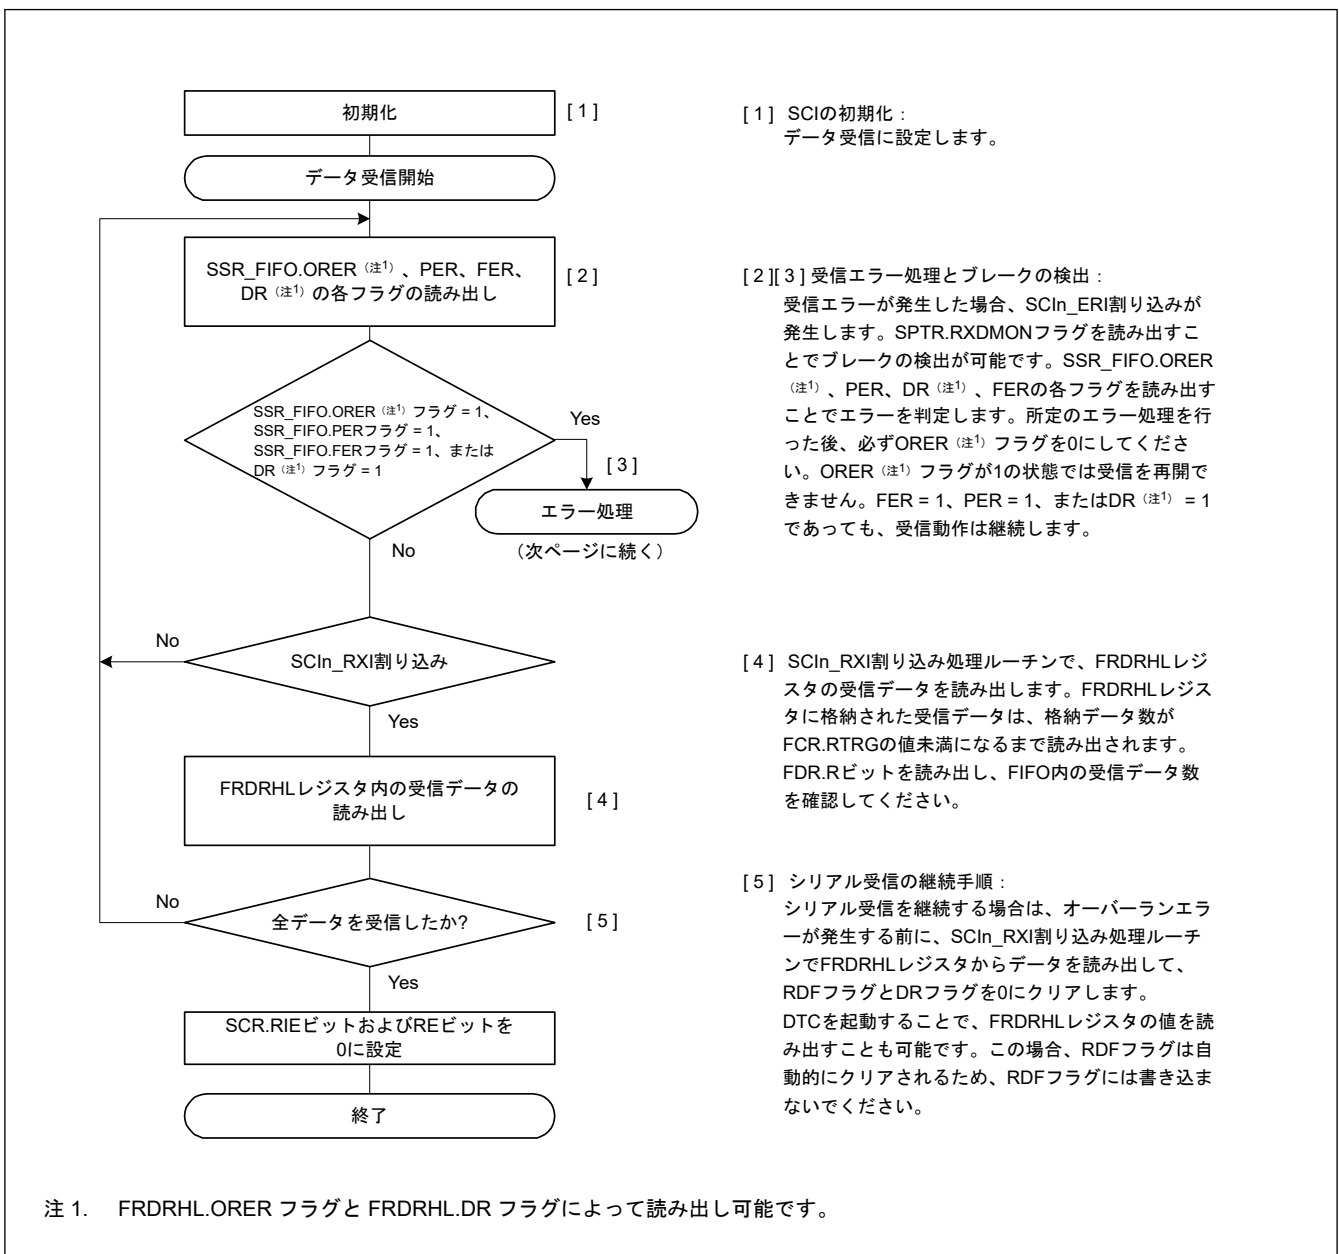 初期化
[ 1 ]
データ受信開始
SSR_FIFO.ORER（注1）、PER、FER、
DR（注1）の各フラグの読み出し
[ 2 ]
SSR_FIFO.ORER（注1）フラグ = 1、
SSR_FIFO.PERフラグ = 1、
SSR_FIFO.FERフラグ = 1、または
DR（注1）フラグ = 1
Yes
[ 3 ]
エラー処理
（次ページに続く）
No
SCIn_RXI割り込み
No
Yes
FRDRHLレジスタ内の受信データの
読み出し
[ 4 ]
全データを受信したか?
No
[ 5 ]
Yes
SCR.RIEビットおよびREビットを
0に設定
終了
[ 1 ] SCIの初期化：
データ受信に設定します。
[ 2 ][ 3 ] 受信エラー処理とブレークの検出：
受信エラーが発生した場合、SCIn_ERI割り込みが
発生します。SPTR.RXDMONフラグを読み出すこ
とでブレークの検出が可能です。SSR_FIFO.ORER
（注1）、PER、DR（注1）、FERの各フラグを読み出す
ことでエラーを判定します。所定のエラー処理を行
った後、必ずORER（注1）フラグを0にしてくださ
い。ORER（注1）フラグが1の状態では受信を再開で
きません。FER = 1、PER = 1、またはDR（注1） = 1
であっても、受信動作は継続します。
[ 4 ] SCIn_RXI割り込み処理ルーチンで、FRDRHLレジ
スタの受信データを読み出します。FRDRHLレジス
タに格納された受信データは、格納データ数が
FCR.RTRGの値未満になるまで読み出されます。
FDR.Rビットを読み出し、FIFO内の受信データ数
を確認してください。
[ 5 ] シリアル受信の継続手順：
シリアル受信を継続する場合は、オーバーランエラ
ーが発生する前に、SCIn_RXI割り込み処理ルーチ
ンでFRDRHLレジスタからデータを読み出して、
RDFフラグとDRフラグを0にクリアします。
DTCを起動することで、FRDRHLレジスタの値を読
み出すことも可能です。この場合、RDFフラグは自
動的にクリアされるため、RDFフラグには書き込ま
ないでください。
注 1. FRDRHL.ORER フラグと FRDRHL.DR フラグによって読み出し可能です。